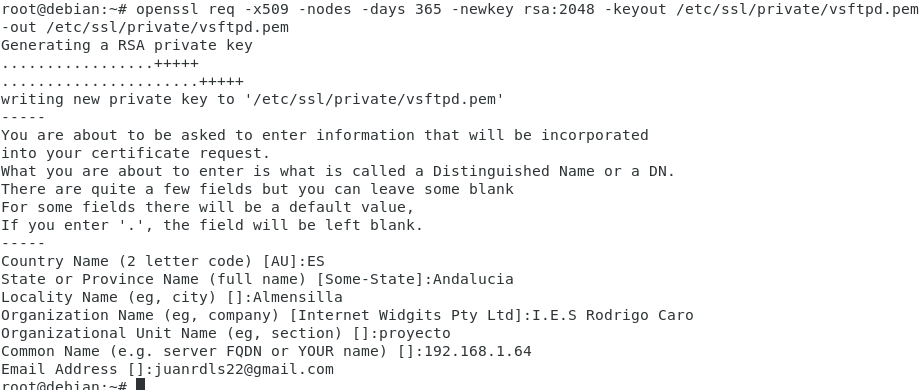 root@debian:~# openssl req -x509 -nodes -days 365 -newkey rsa:2048 -keyout /etc/ssl/private/vsftpd.pem
-out /etc/ssl/private/vsftpd.pem
Generating a RSA private key
.................+++++
......................+++++
writing new private key to '/etc/ssl/private/vsftpd.pem'
-----
You are about to be asked to enter information that will be incorporated
into your certificate request.
What you are about to enter is what is called a Distinguished Name or a DN.
There are quite a few fields but you can leave some blank
For some fields there will be a default value,
If you enter '.', the field will be left blank.
-----
Country Name (2 letter code) [AU]:ES
State or Province Name (full name) [Some-State]:Andalucia
Locality Name (eg, city) []:Almensilla
Organization Name (eg, company) [Internet Widgits Pty Ltd]:I.E.S Rodrigo Caro
Organizational Unit Name (eg, section) []:proyecto
Common Name (e.g. server FQDN or YOUR name) []:192.168.1.64
Email Address []:juanrdls22@gmail.com
root@debian:~#